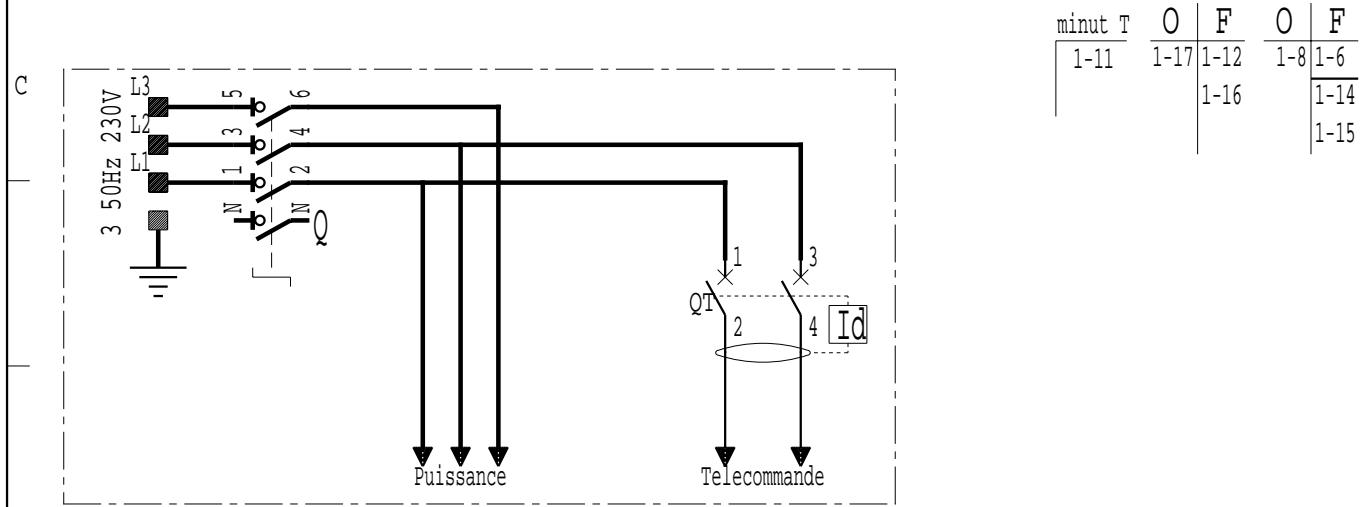 minut T O F O F
1-11 1-17 1-12 1-8 1-6
1-16 1-14
1-15
C
3 50Hz 230V
L3 5 6
L2 3 4
L1 1 2
N N Q
1 3
QT
2 4 Id
Puissance Telecommande